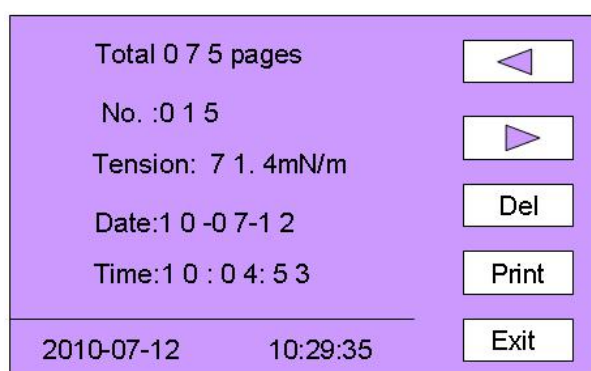 Total 0 7 5 pages
No. :0 1 5
Tension: 7 1. 4mN/m
Date:1 0 -0 7-1 2
Time:1 0 : 0 4: 5 3
2010-07-12 10:29:35
Del
Print
Exit